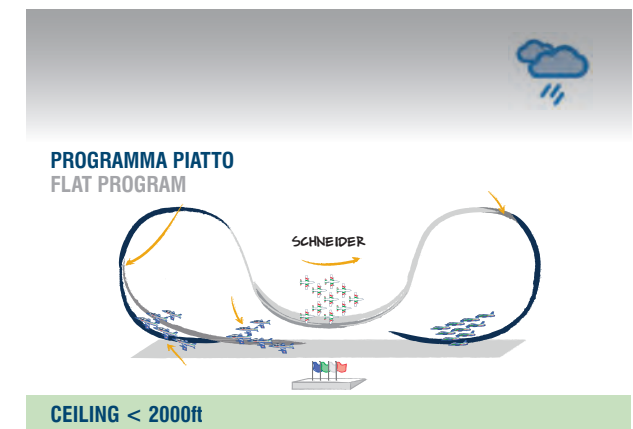 PROGRAMMA PIATTO
FLAT PROGRAM
SCHNEIDER
CEILING < 2000ft